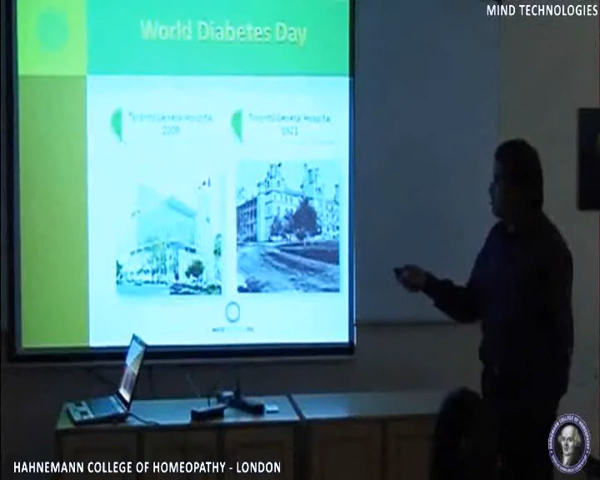 MIND TECHNOLOGIES
World Diabetes Day
Toronto General Hospital
2009
Toronto General Hospital
1921
HAHNEMANN COLLEGE OF HOMEOPATHY - LONDON